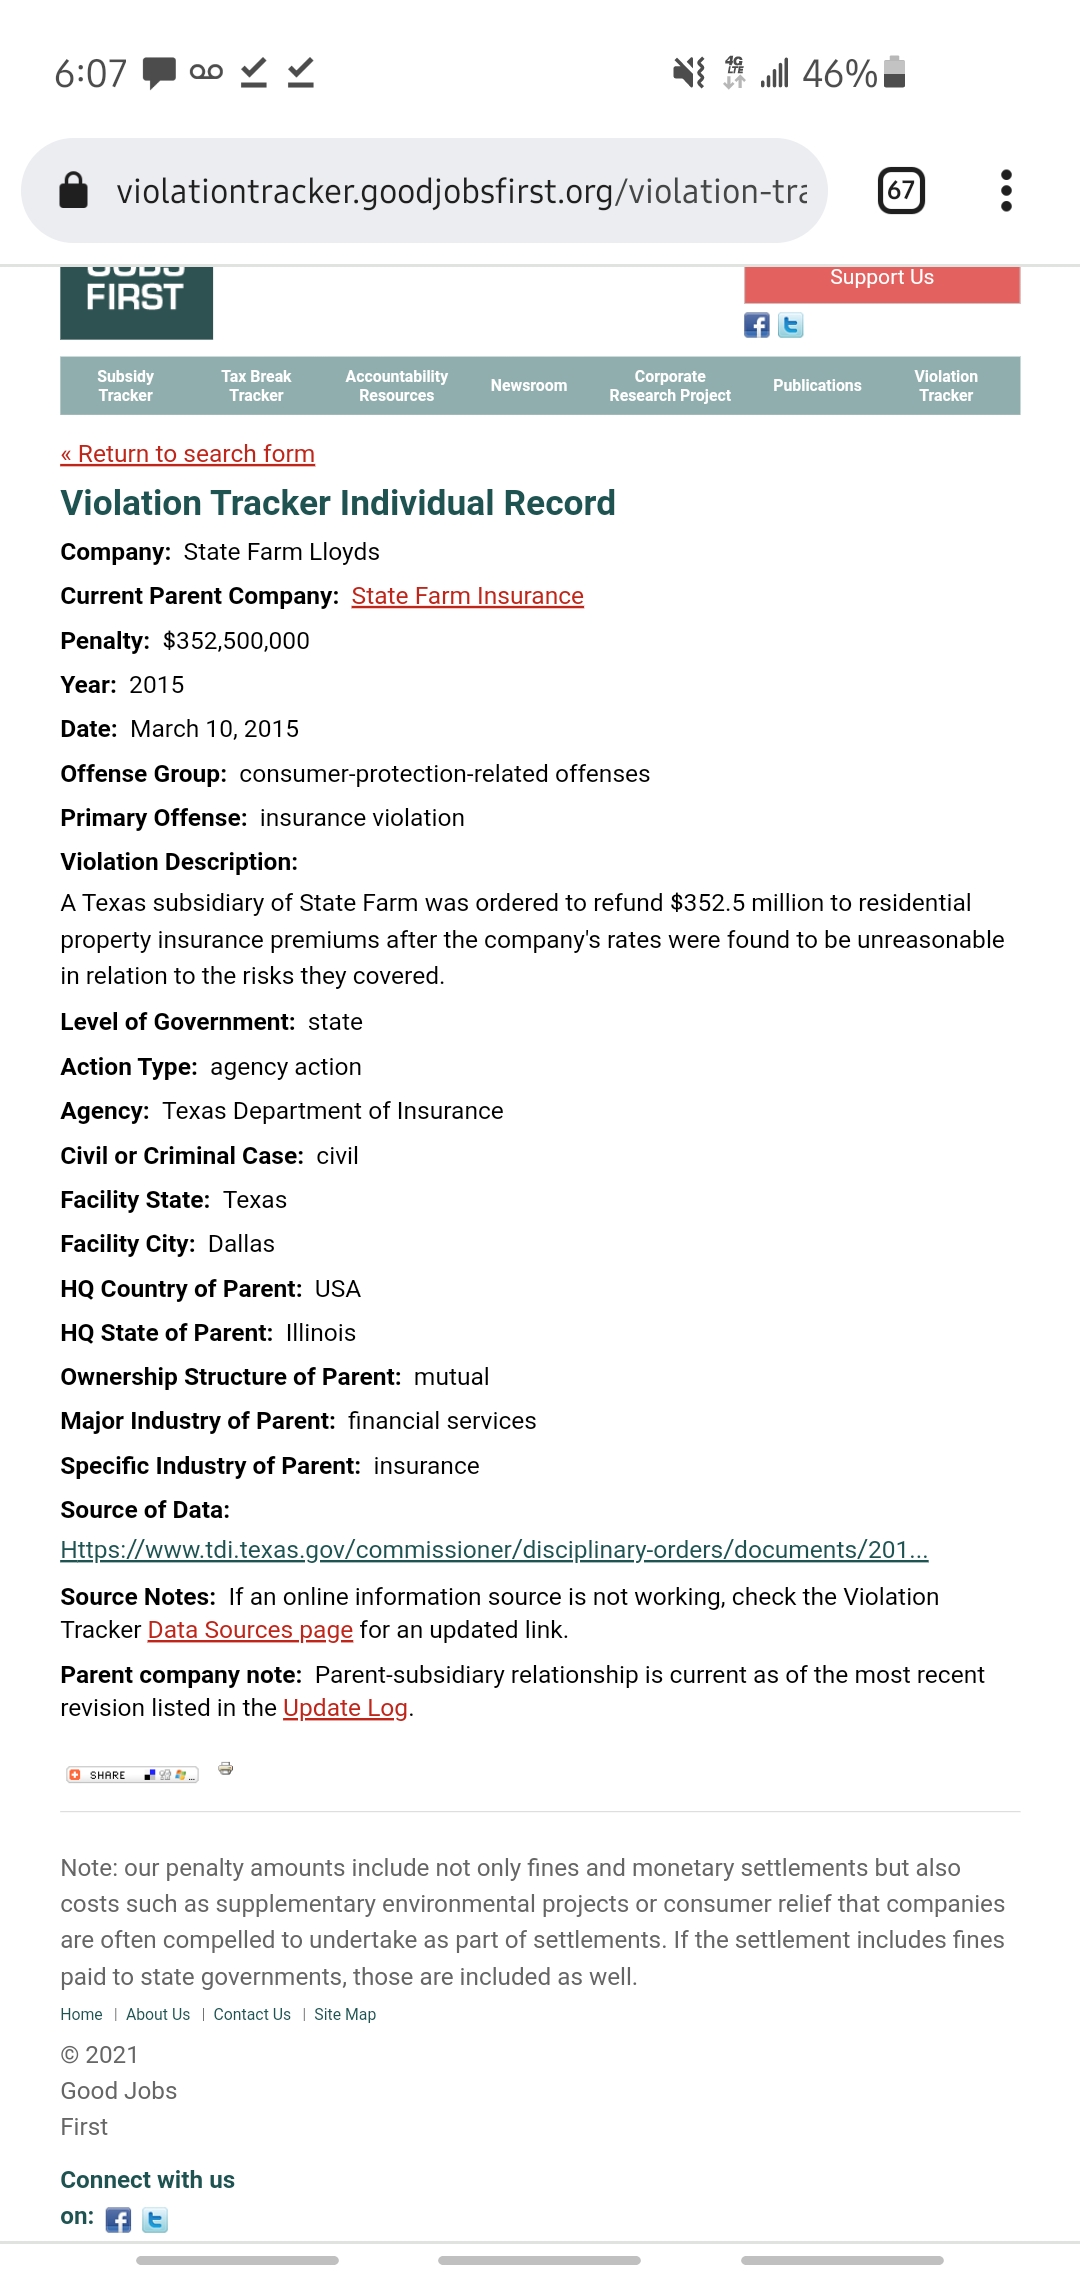 6:07
4G
LTE
46%
violationtracker.goodjobsfirst.org/violation-tra
67
JOBS
FIRST
Support Us
Subsidy Tracker
Tax Break Tracker
Accountability Resources
Newsroom
Corporate Research Project
Publications
Violation Tracker
« Return to search form
Violation Tracker Individual Record
Company: State Farm Lloyds
Current Parent Company: State Farm Insurance
Penalty: $352,500,000
Year: 2015
Date: March 10, 2015
Offense Group: consumer-protection-related offenses
Primary Offense: insurance violation
Violation Description:
A Texas subsidiary of State Farm was ordered to refund $352.5 million to residential
property insurance premiums after the company's rates were found to be unreasonable
in relation to the risks they covered.
Level of Government: state
Action Type: agency action
Agency: Texas Department of Insurance
Civil or Criminal Case: civil
Facility State: Texas
Facility City: Dallas
HQ Country of Parent: USA
HQ State of Parent: Illinois
Ownership Structure of Parent: mutual
Major Industry of Parent: financial services
Specific Industry of Parent: insurance
Source of Data:
Https://www.tdi.texas.gov/commissioner/disciplinary-orders/documents/201...
Source Notes: If an online information source is not working, check the Violation
Tracker Data Sources page for an updated link.
Parent company note: Parent-subsidiary relationship is current as of the most recent
revision listed in the Update Log.
SHARE ...
Note: our penalty amounts include not only fines and monetary settlements but also
costs such as supplementary environmental projects or consumer relief that companies
are often compelled to undertake as part of settlements. If the settlement includes fines
paid to state governments, those are included as well.
Home | About Us | Contact Us | Site Map
© 2021
Good Jobs
First
Connect with us
on: